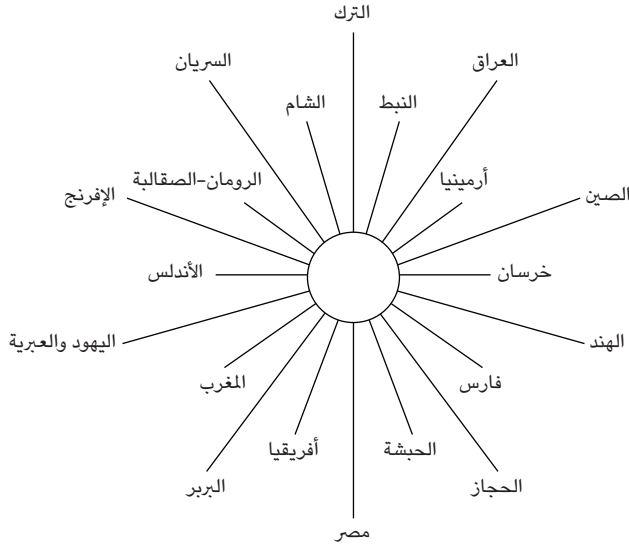 الترك
السريان
العراق
الشام
النبط
الرومان-الصقالبة
أرمينيا
الإفرنج
الصين
الأندلس
خرسان
اليهود والعبرية
الهند
المغرب
فارس
أفريقيا
الحبشة
البربر
الحجاز
مصر